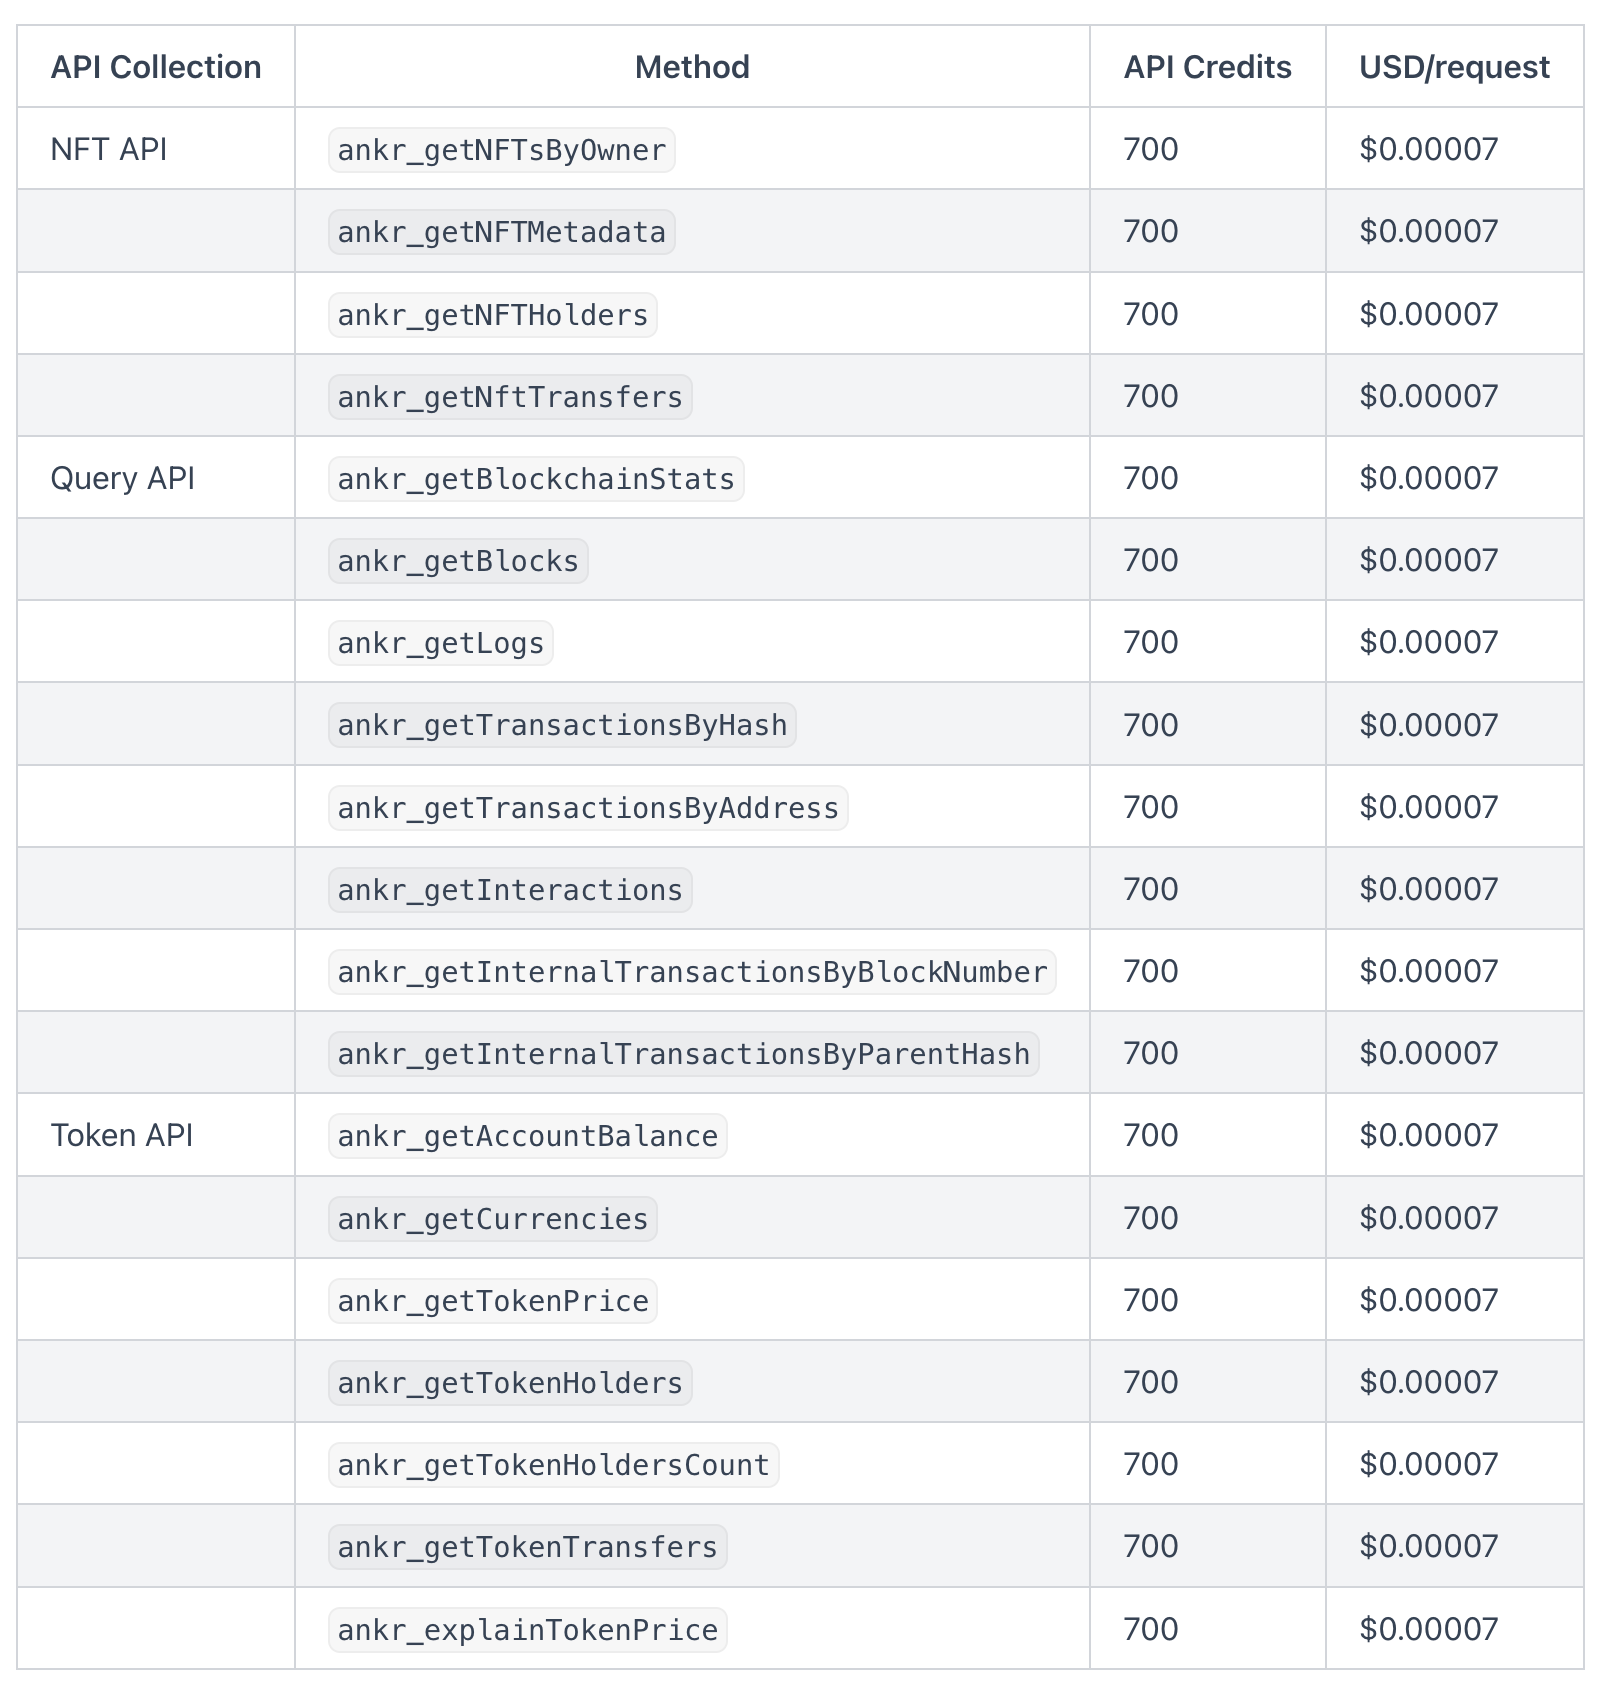 API Collection Method API Credits USD/request
NFT API ankr_getNFTsByOwner 700 $0.00007
ankr_getNFTMetadata 700 $0.00007
ankr_getNFTHolders 700 $0.00007
ankr_getNftTransfers 700 $0.00007
Query API ankr_getBlockchainStats 700 $0.00007
ankr_getBlocks 700 $0.00007
ankr_getLogs 700 $0.00007
ankr_getTransactionsByHash 700 $0.00007
ankr_getTransactionsByAddress 700 $0.00007
ankr_getInteractions 700 $0.00007
ankr_getInternalTransactionsByBlockNumber 700 $0.00007
ankr_getInternalTransactionsByParentHash 700 $0.00007
Token API ankr_getAccountBalance 700 $0.00007
ankr_getCurrencies 700 $0.00007
ankr_getTokenPrice 700 $0.00007
ankr_getTokenHolders 700 $0.00007
ankr_getTokenHoldersCount 700 $0.00007
ankr_getTokenTransfers 700 $0.00007
ankr_explainTokenPrice 700 $0.00007